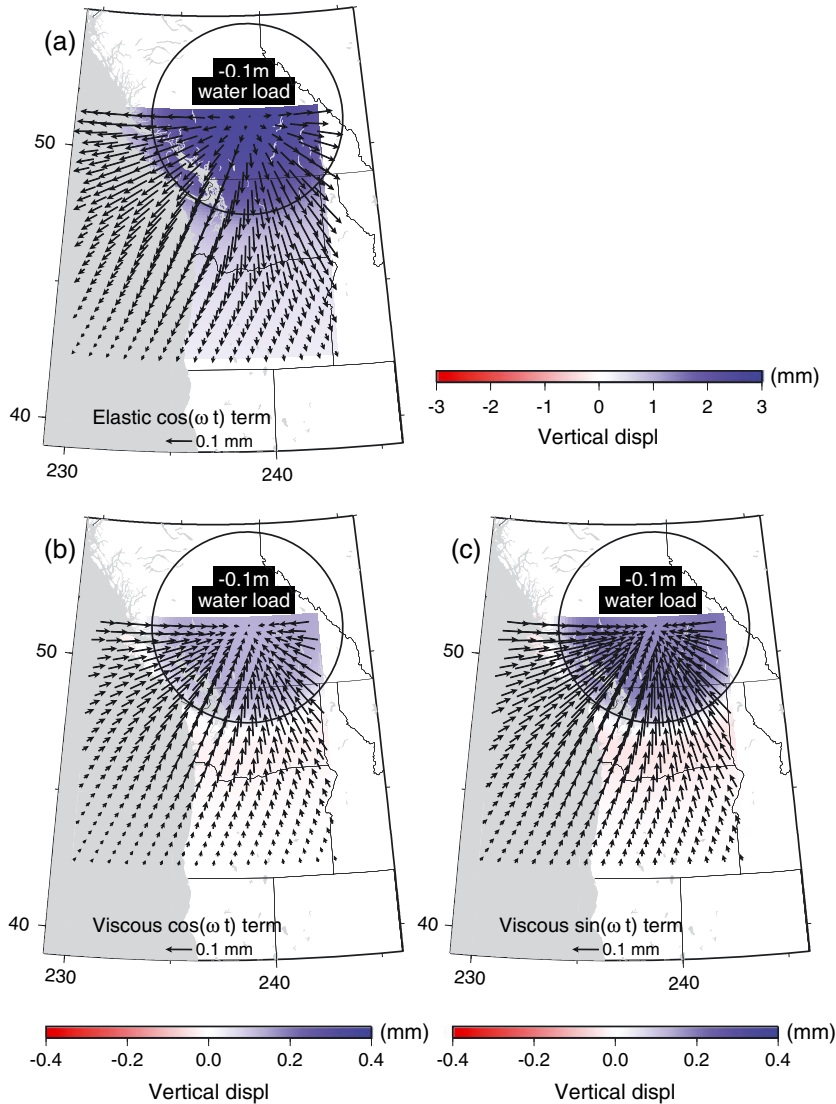 (a)
-0.1m
water load
50
40
Elastic cos(ω t) term
0.1 mm
230
240
(mm)
-3 -2 -1 0 1 2 3
Vertical displ
(b)
-0.1m
water load
50
40
Viscous cos(ω t) term
0.1 mm
230
240
(mm)
-0.4 -0.2 0.0 0.2 0.4
Vertical displ
(c)
-0.1m
water load
50
40
Viscous sin(ω t) term
0.1 mm
230
240
(mm)
-0.4 -0.2 0.0 0.2 0.4
Vertical displ